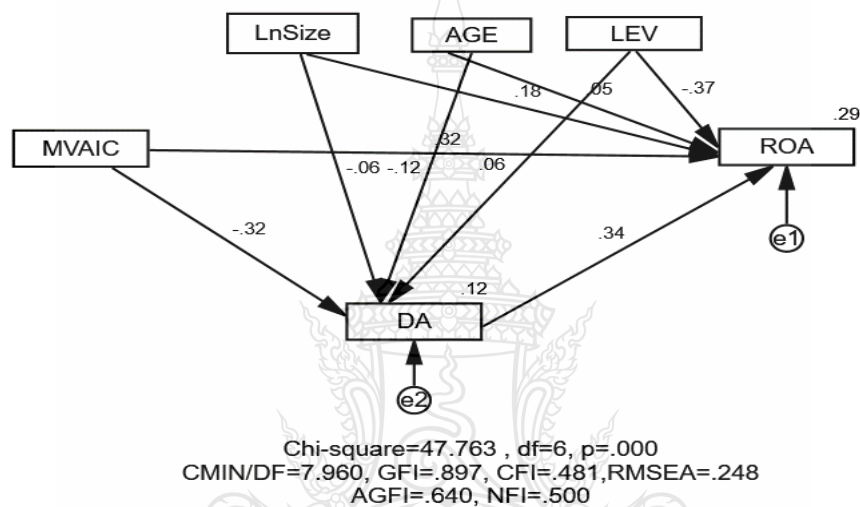 LnSize AGE LEV
.18 .05 -.37 .29
MVAIC .32 ROA
-.06 -.12 .06
-.32 .34 e1
.12
DA
e2
Chi-square=47.763 , df=6, p=.000
CMIN/DF=7.960, GFI=.897, CFI=.481,RMSEA=.248
AGFI=.640, NFI=.500